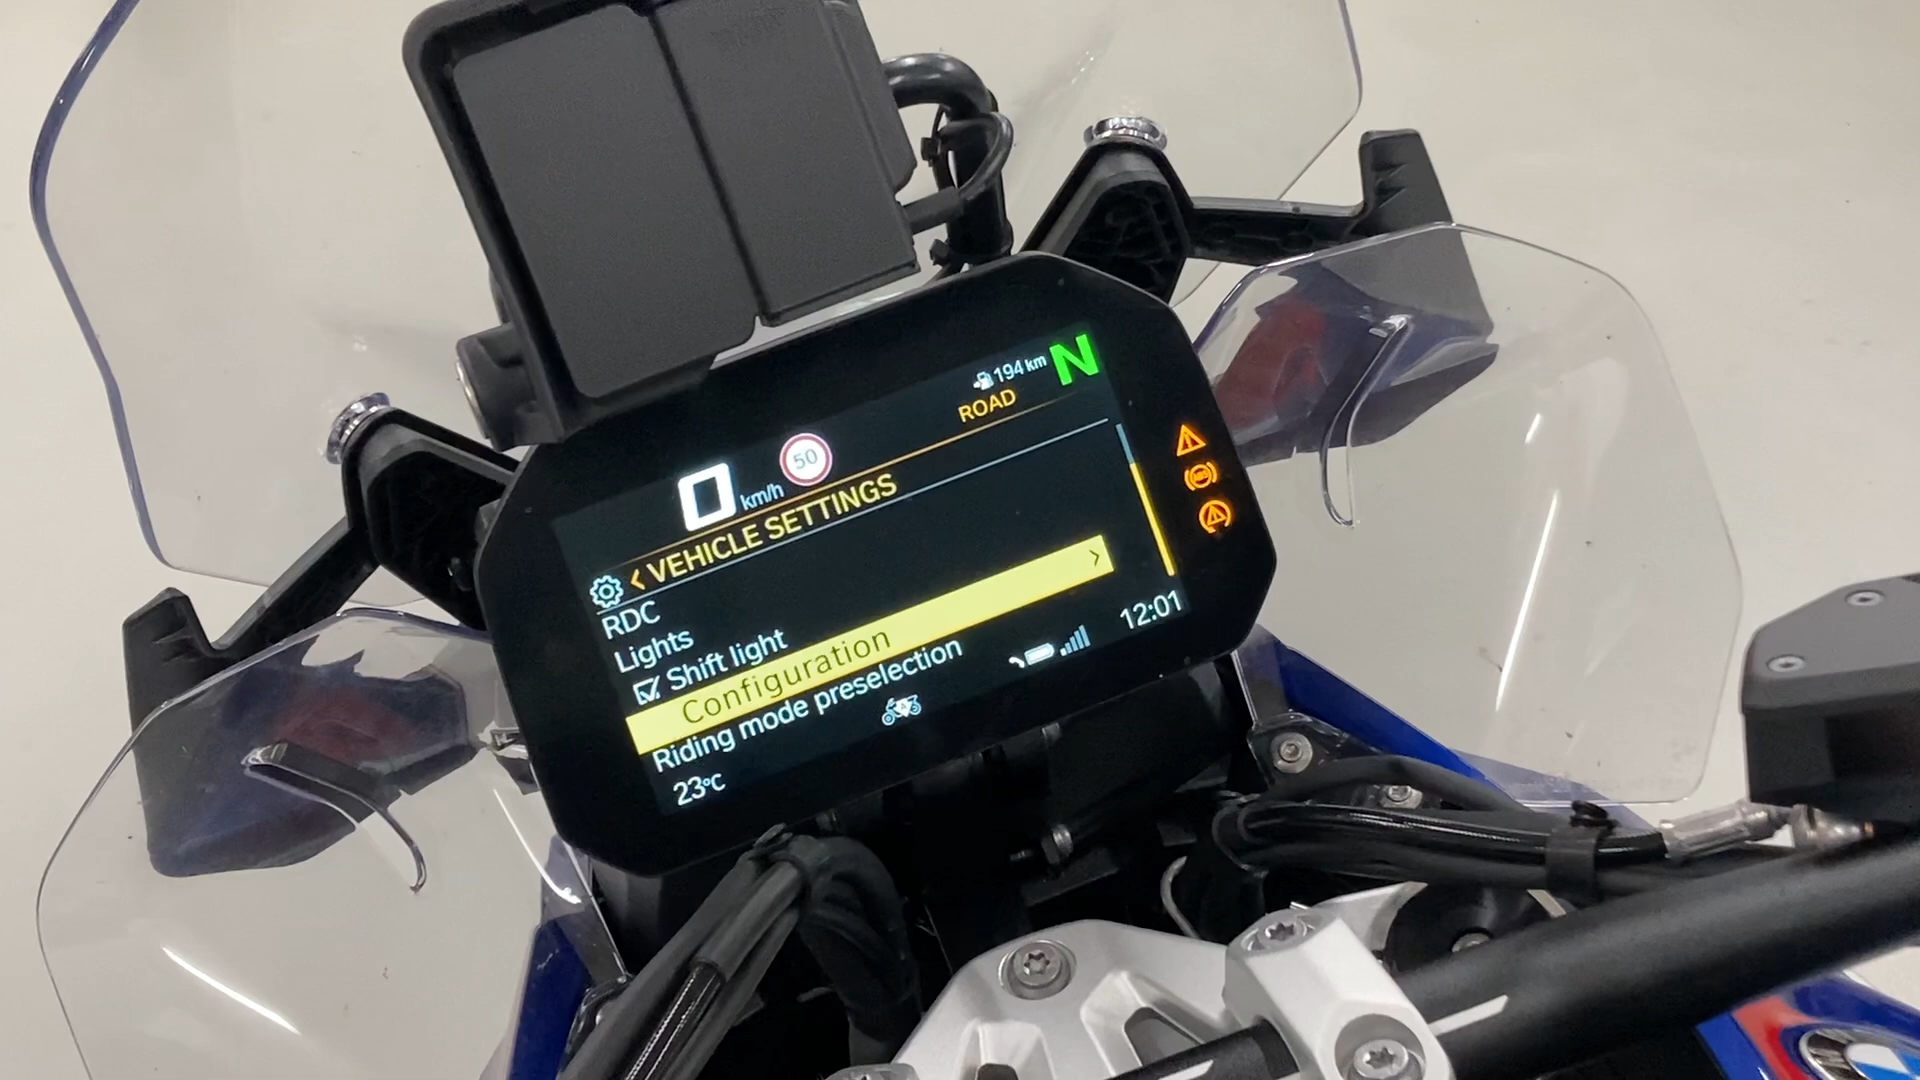 194 km N
ROAD
0 km/h 50
VEHICLE SETTINGS
RDC
Lights
Shift light
Configuration
Riding mode preselection
23°C
12:01
ABS